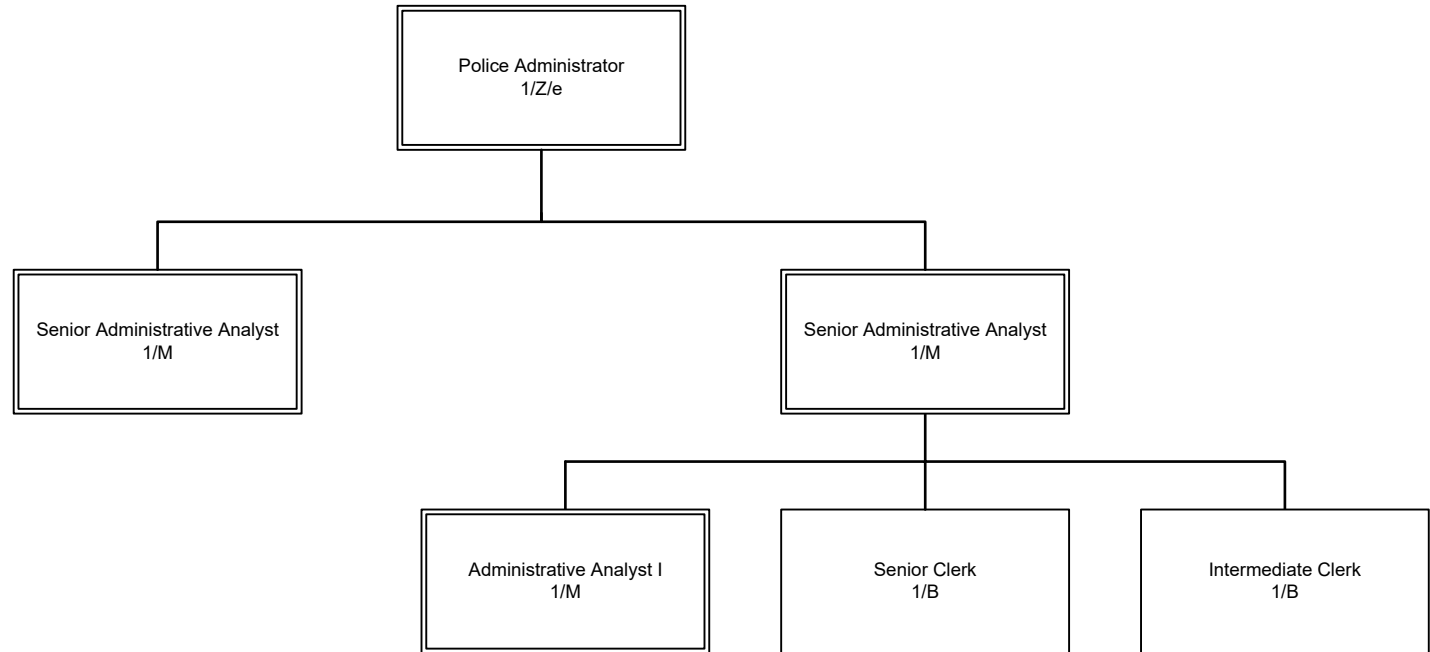 Police Administrator
1/Z/e
Senior Administrative Analyst
1/M
Senior Administrative Analyst
1/M
Administrative Analyst I
1/M
Senior Clerk
1/B
Intermediate Clerk
1/B